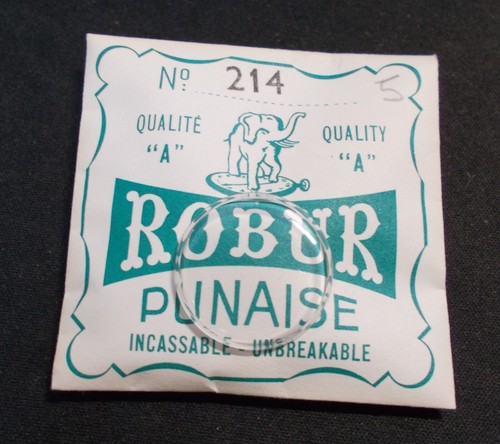 Nº: 214
5
QUALITÉ "A"
QUALITY "A"
ROBUR
PUNAISE
INCASSABLE - UNBREAKABLE